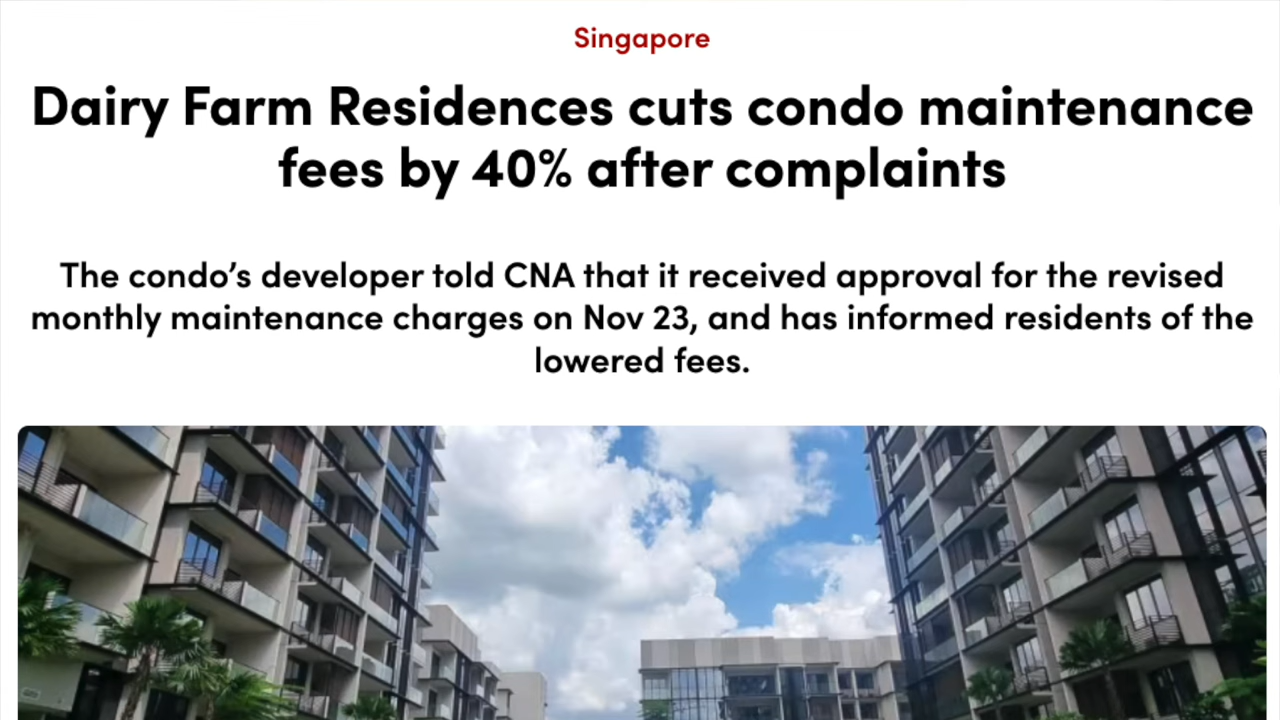 Singapore
Dairy Farm Residences cuts condo maintenance
fees by 40% after complaints
The condo’s developer told CNA that it received approval for the revised
monthly maintenance charges on Nov 23, and has informed residents of the
lowered fees.